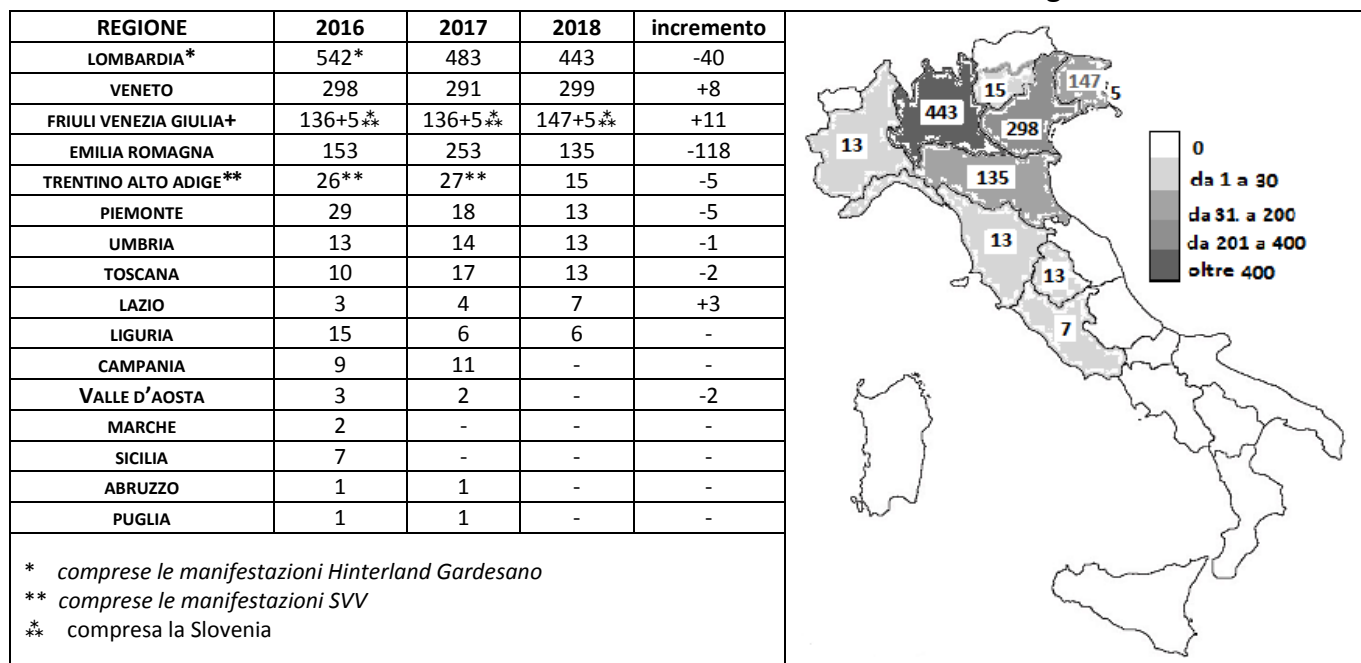 REGIONE 2016 2017 2018 incremento
LOMBARDIA* 542* 483 443 -40
VENETO 298 291 299 +8
FRIULI VENEZIA GIULIA+ 136+5⁂ 136+5⁂ 147+5⁂ +11
EMILIA ROMAGNA 153 253 135 -118
TRENTINO ALTO ADIGE** 26** 27** 15 -5
PIEMONTE 29 18 13 -5
UMBRIA 13 14 13 -1
TOSCANA 10 17 13 -2
LAZIO 3 4 7 +3
LIGURIA 15 6 6 -
CAMPANIA 9 11 - -
VALLE D'AOSTA 3 2 - -2
MARCHE 2 - - -
SICILIA 7 - - -
ABRUZZO 1 1 - -
PUGLIA 1 1 - -
* comprese le manifestazioni Hinterland Gardesano
** comprese le manifestazioni SVV
⁂ compresa la Slovenia
147
15
5
443
298
13
135
13
13
7
0
da 1 a 30
da 31. a 200
da 201 a 400
oltre 400